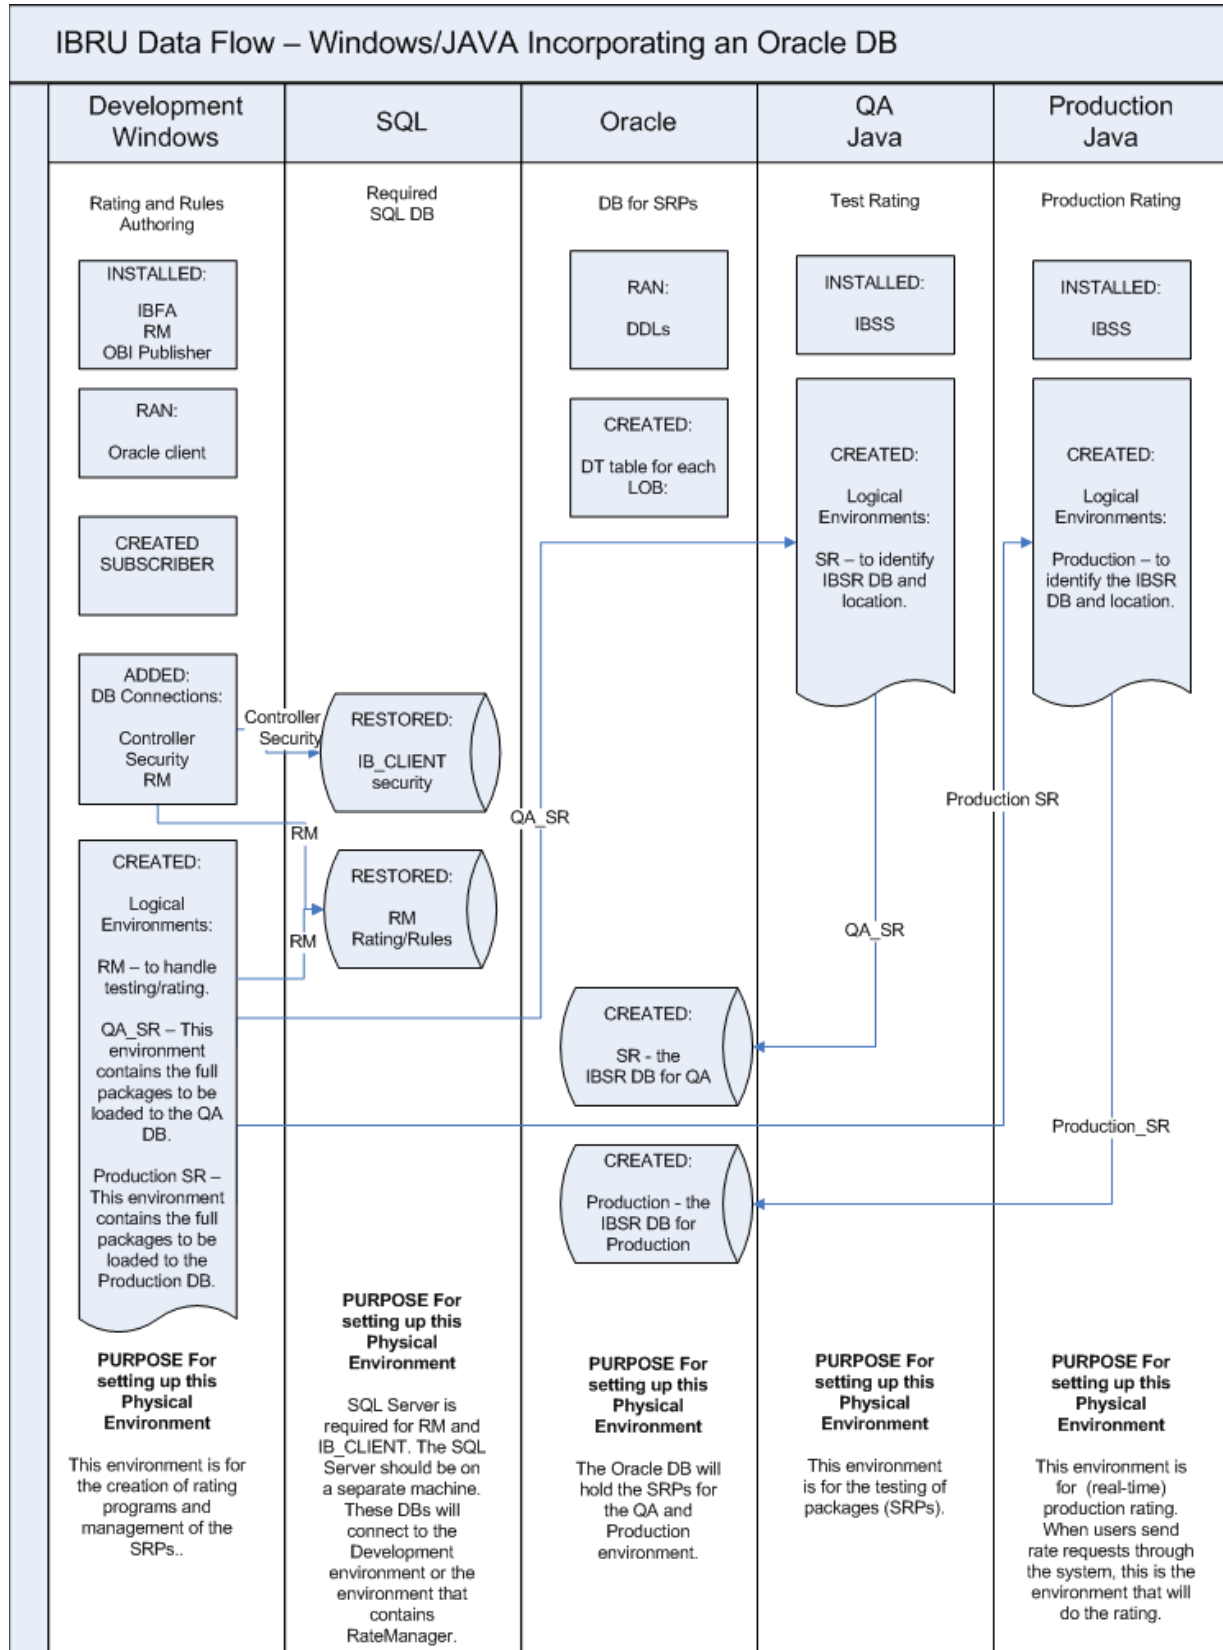 IBRU Data Flow – Windows/JAVA Incorporating an Oracle DB
Development
Windows
SQL
Oracle
QA
Java
Production
Java
Rating and Rules
Authoring
INSTALLED:
IBFA
RM
OBI Publisher
RAN:
Oracle client
CREATED
SUBSCRIBER
ADDED:
DB Connections:
Controller
Security
RM
CREATED:
Logical
Environments:
RM – to handle
testing/rating.
QA_SR – This
environment
contains the full
packages to be
loaded to the QA
DB.
Production SR –
This environment
contains the full
packages to be
loaded to the
Production DB.
PURPOSE For
setting up this
Physical
Environment
This environment is for
the creation of rating
programs and
management of the
SRPs..
Required
SQL DB
Controller
Security
RESTORED:
IB_CLIENT
security
RM
RESTORED:
RM
Rating/Rules
RM
PURPOSE For
setting up this
Physical
Environment
SQL Server is
required for RM and
IB_CLIENT. The SQL
Server should be on
a separate machine.
These DBs will
connect to the
Development
environment or the
environment that
contains
RateManager.
DB for SRPs
RAN:
DDLs
CREATED:
DT table for each
LOB:
QA_SR
CREATED:
SR - the
IBSR DB for QA
CREATED:
Production - the
IBSR DB for
Production
PURPOSE For
setting up this
Physical
Environment
The Oracle DB will
hold the SRPs for
the QA and
Production
environment.
Test Rating
INSTALLED:
IBSS
CREATED:
Logical
Environments:
SR – to identify
IBSR DB and
location.
QA_SR
PURPOSE For
setting up this
Physical
Environment
This environment
is for the testing of
packages (SRPs).
Production Rating
INSTALLED:
IBSS
CREATED:
Logical
Environments:
Production – to
identify the IBSR
DB and location.
Production SR
Production_SR
PURPOSE For
setting up this
Physical
Environment
This environment is
for (real-time)
production rating.
When users send
rate requests through
the system, this is the
environment that will
do the rating.